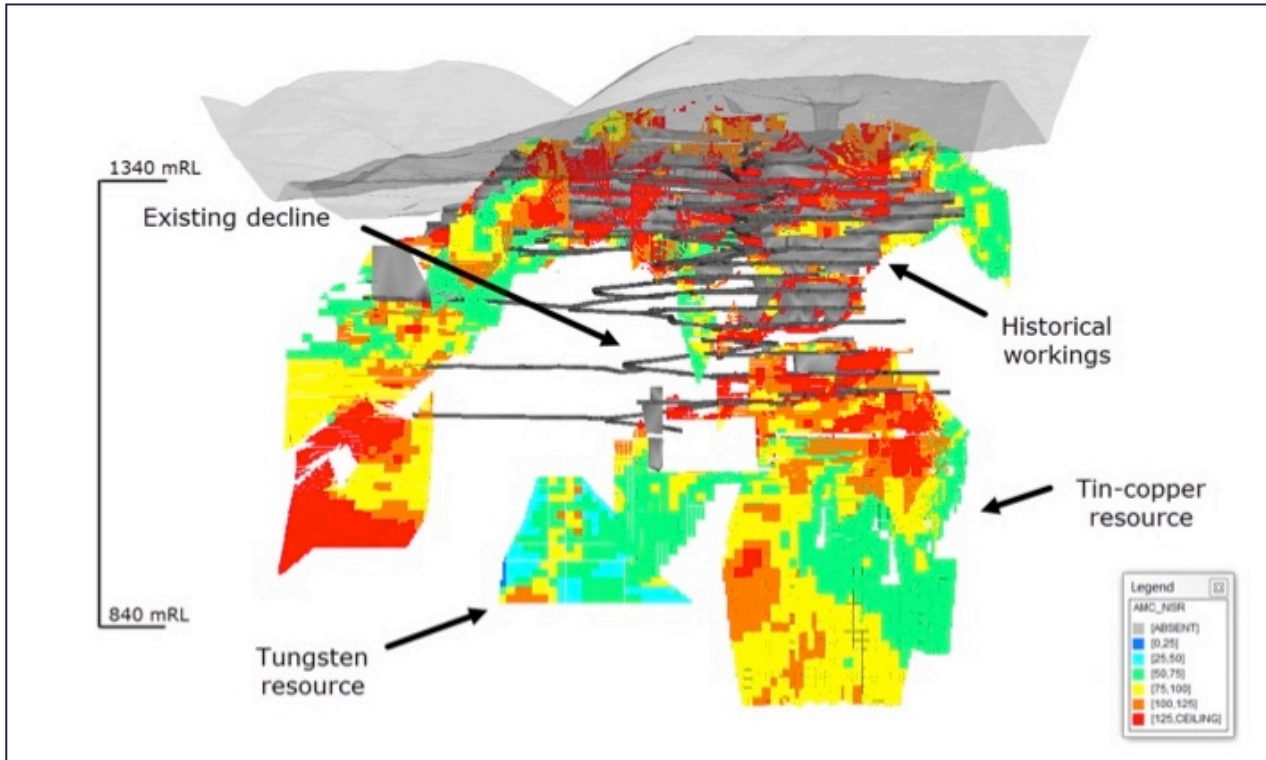 1340 mRL
Existing decline
Historical
workings
Tin-copper
resource
840 mRL
Tungsten
resource
Legend
AMC_NSR
[ABSENT]
[0,25]
[25,50]
[50,75]
[75,100]
[100,125]
[125,CEILING]